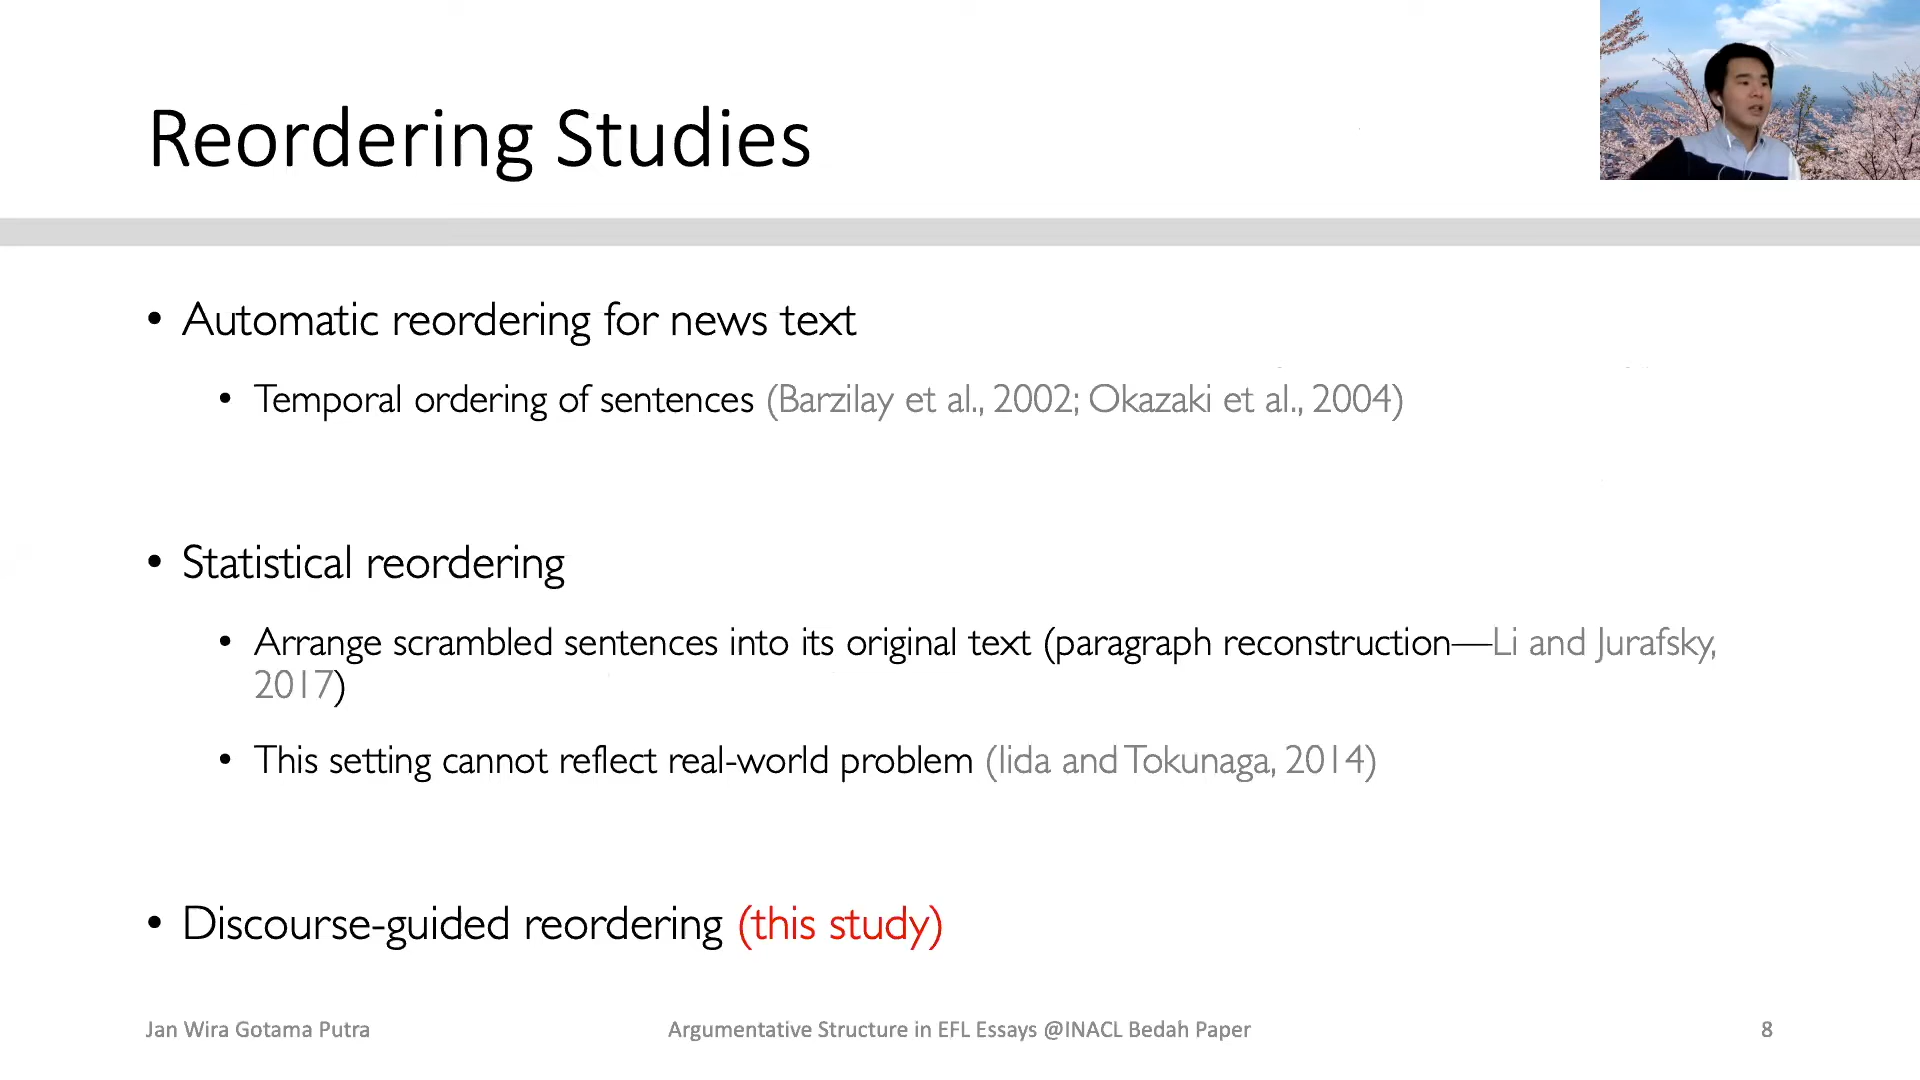 Reordering Studies
• Automatic reordering for news text
• Temporal ordering of sentences (Barzilay et al., 2002; Okazaki et al., 2004)
• Statistical reordering
• Arrange scrambled sentences into its original text (paragraph reconstruction—Li and Jurafsky,
2017)
• This setting cannot reflect real-world problem (Iida and Tokunaga, 2014)
• Discourse-guided reordering (this study)
Jan Wira Gotama Putra
Argumentative Structure in EFL Essays @INACL Bedah Paper
8